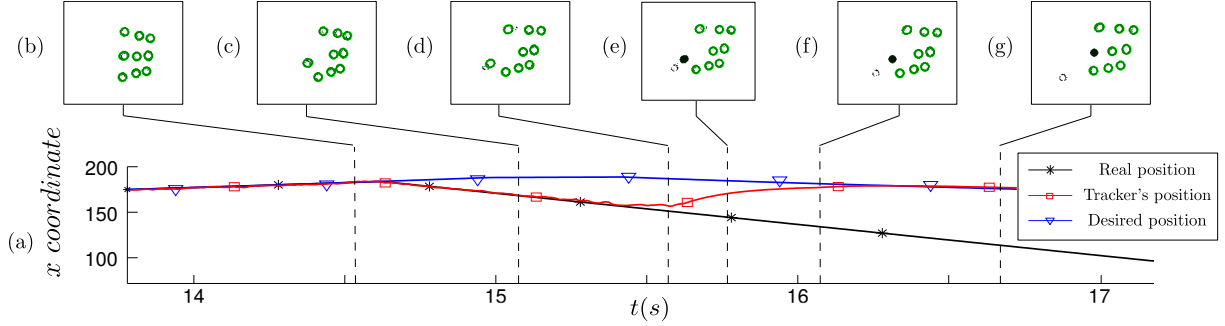 (b) (c) (d) (e) (f) (g)
200
150
100
x coordinate
(a)
Real position
Tracker's position
Desired position
14 15 16 17
t(s)